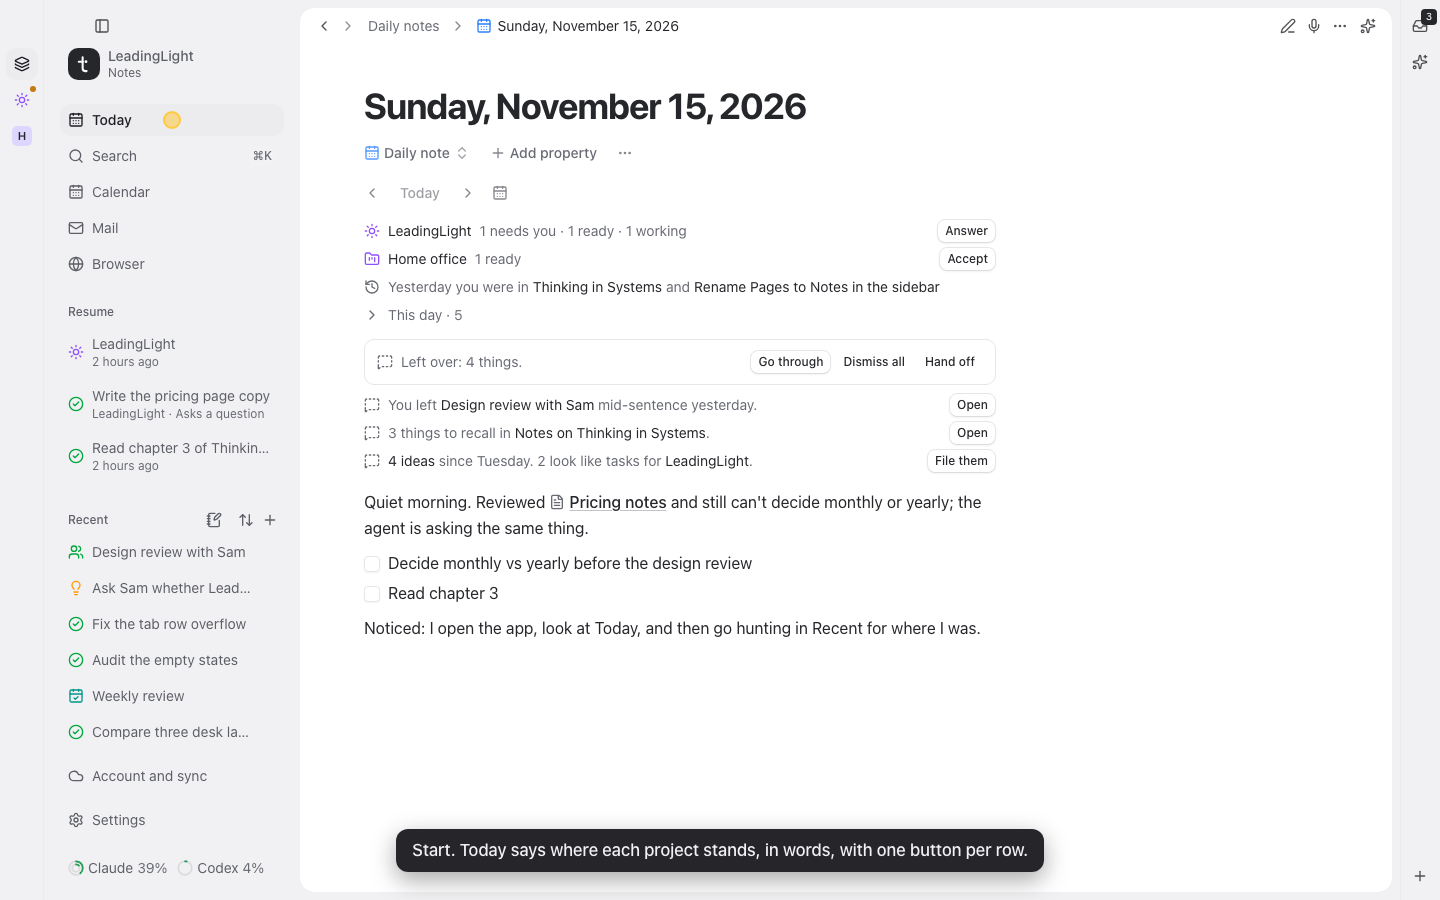 LeadingLight
Notes
H
Today
Search ⌘K
Calendar
Mail
Browser
Resume
LeadingLight
2 hours ago
Write the pricing page copy
LeadingLight · Asks a question
Read chapter 3 of Thinkin...
2 hours ago
Recent
Design review with Sam
Ask Sam whether Lead...
Fix the tab row overflow
Audit the empty states
Weekly review
Compare three desk la...
Account and sync
Settings
Claude 39% Codex 4%
Daily notes Sunday, November 15, 2026
3
Sunday, November 15, 2026
Daily note Add property
Today
LeadingLight 1 needs you · 1 ready · 1 working Answer
Home office 1 ready Accept
Yesterday you were in Thinking in Systems and Rename Pages to Notes in the sidebar
This day · 5
Left over: 4 things. Go through Dismiss all Hand off
You left Design review with Sam mid-sentence yesterday. Open
3 things to recall in Notes on Thinking in Systems. Open
4 ideas since Tuesday. 2 look like tasks for LeadingLight. File them
Quiet morning. Reviewed Pricing notes and still can't decide monthly or yearly; the
agent is asking the same thing.
Decide monthly vs yearly before the design review
Read chapter 3
Noticed: I open the app, look at Today, and then go hunting in Recent for where I was.
Start. Today says where each project stands, in words, with one button per row.